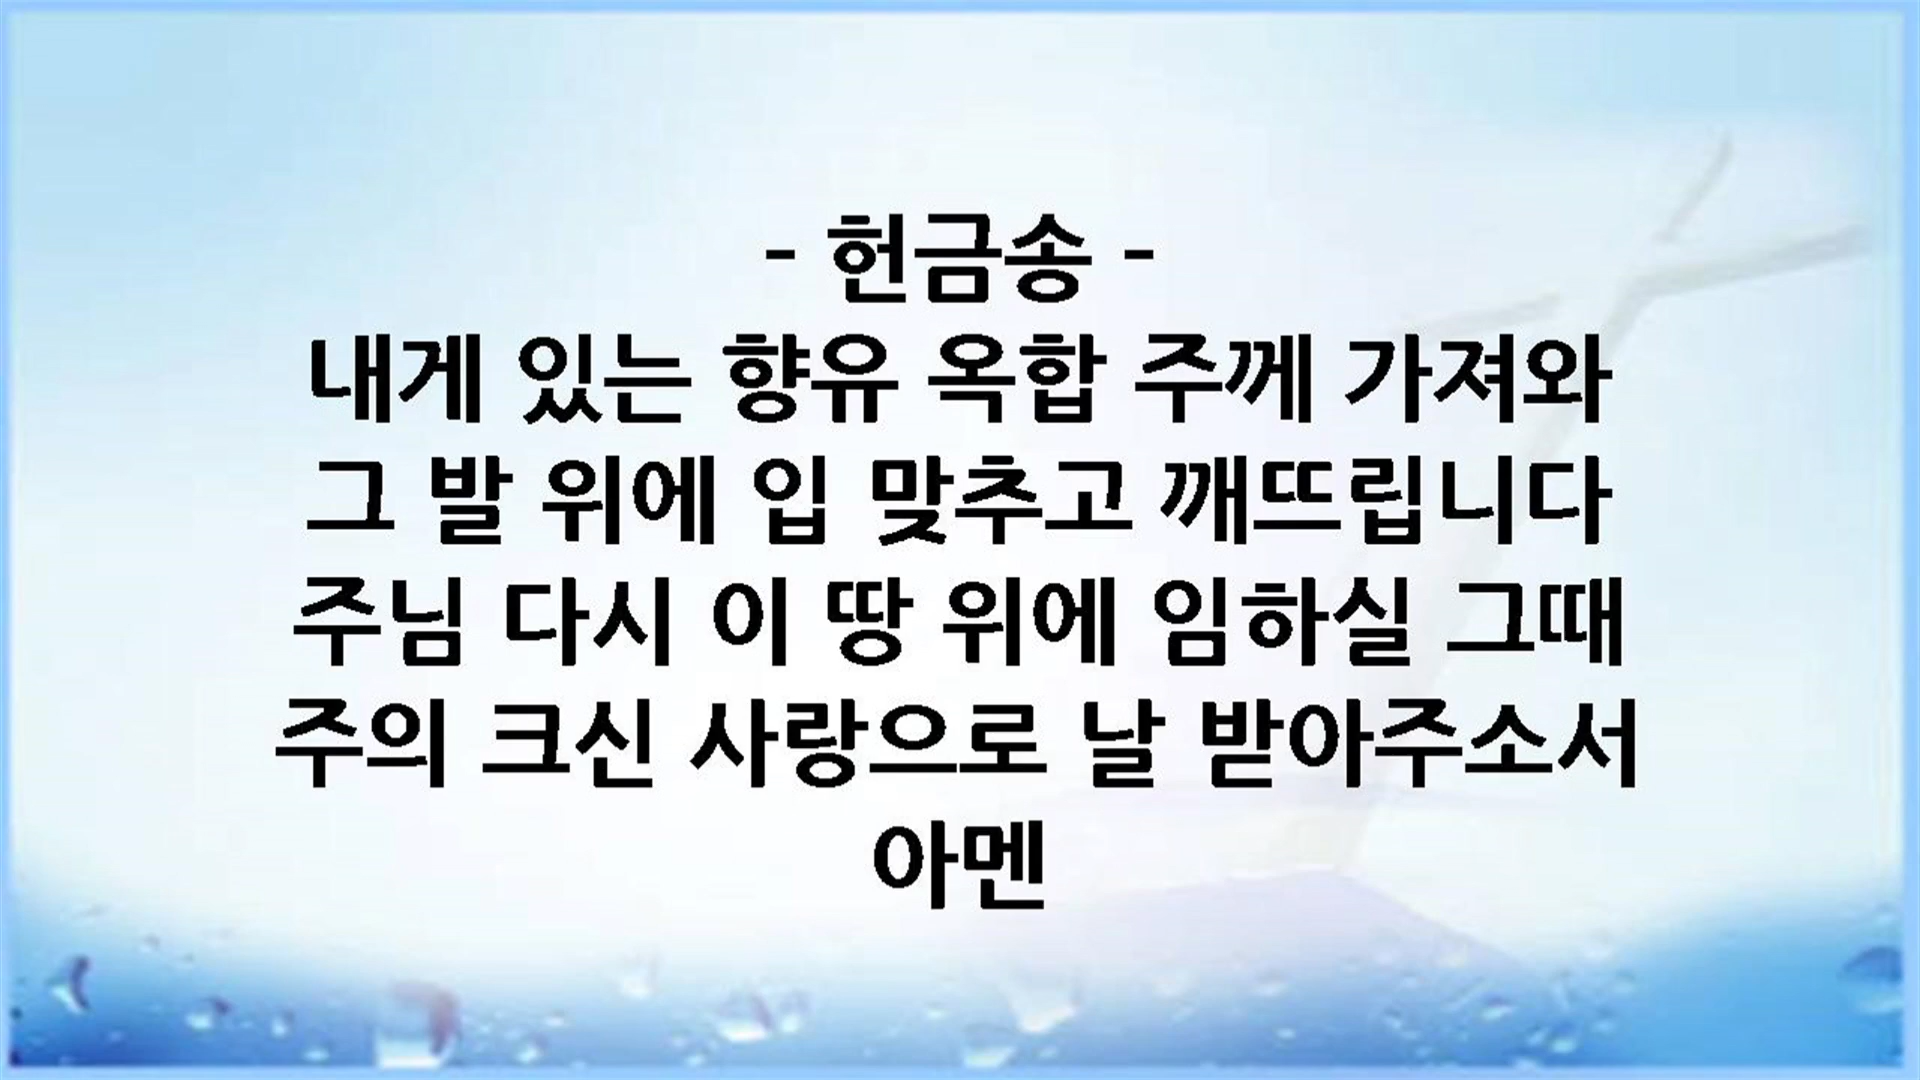 - 헌금송 -
내게 있는 향유 옥합 주께 가져와
그 발 위에 입 맞추고 깨뜨립니다
주님 다시 이 땅 위에 임하실 그때
주의 크신 사랑으로 날 받아주소서
아멘